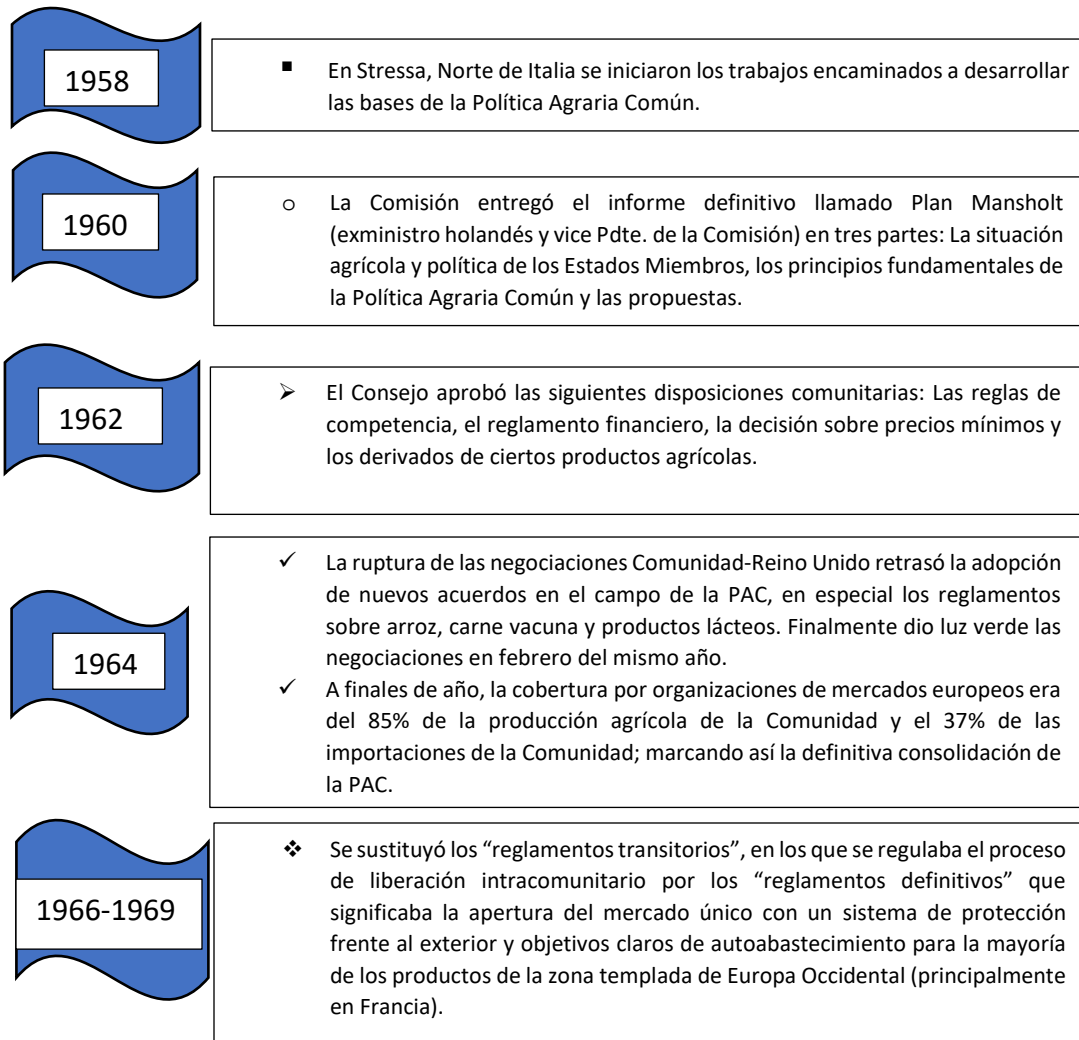 1958
▪ En Stressa, Norte de Italia se iniciaron los trabajos encaminados a desarrollar
las bases de la Política Agraria Común.
1960
o La Comisión entregó el informe definitivo llamado Plan Mansholt
(exministro holandés y vice Pdte. de la Comisión) en tres partes: La situación
agrícola y política de los Estados Miembros, los principios fundamentales de
la Política Agraria Común y las propuestas.
1962
➢ El Consejo aprobó las siguientes disposiciones comunitarias: Las reglas de
competencia, el reglamento financiero, la decisión sobre precios mínimos y
los derivados de ciertos productos agrícolas.
1964
✓ La ruptura de las negociaciones Comunidad-Reino Unido retrasó la adopción
de nuevos acuerdos en el campo de la PAC, en especial los reglamentos
sobre arroz, carne vacuna y productos lácteos. Finalmente dio luz verde las
negociaciones en febrero del mismo año.
✓ A finales de año, la cobertura por organizaciones de mercados europeos era
del 85% de la producción agrícola de la Comunidad y el 37% de las
importaciones de la Comunidad; marcando así la definitiva consolidación de
la PAC.
1966-1969
❖ Se sustituyó los “reglamentos transitorios”, en los que se regulaba el proceso
de liberación intracomunitario por los “reglamentos definitivos” que
significaba la apertura del mercado único con un sistema de protección
frente al exterior y objetivos claros de autoabastecimiento para la mayoría
de los productos de la zona templada de Europa Occidental (principalmente
en Francia).